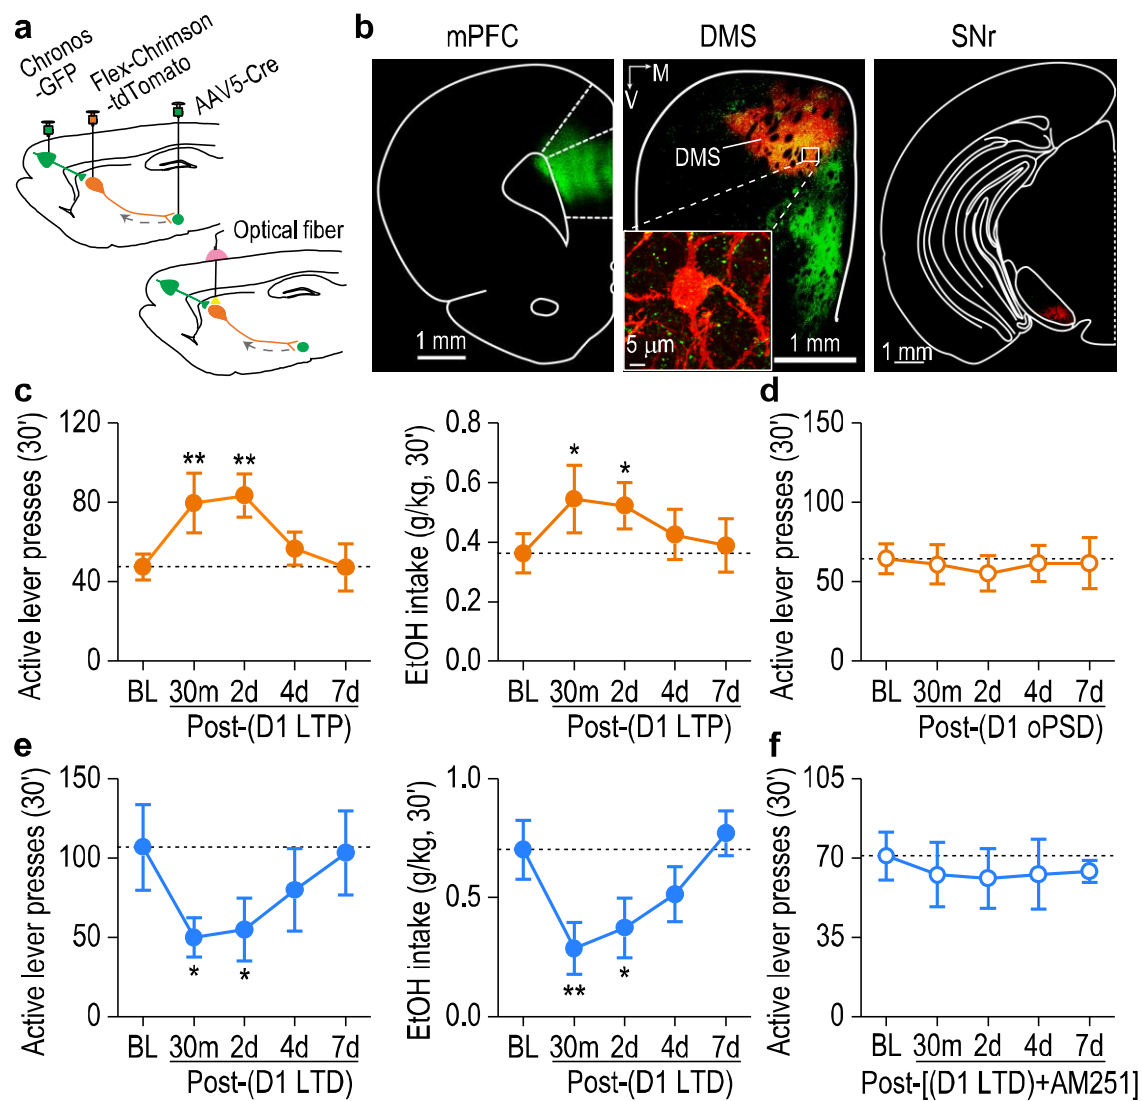 a
Chronos
-GFP
Flex-Chrimson
-tdTomato
AAV5-Cre
Optical fiber
b
mPFC
DMS
SNr
M
V
DMS
1 mm
5 μm
1 mm
1 mm
c
Active lever presses (30')
120
80
40
0
** **
BL 30m 2d 4d 7d
Post-(D1 LTP)
EtOH intake (g/kg, 30')
0.8
0.6
0.4
0.2
0.0
* *
BL 30m 2d 4d 7d
Post-(D1 LTP)
d
Active lever presses (30')
150
100
50
0
BL 30m 2d 4d 7d
Post-(D1 oPSD)
e
Active lever presses (30')
150
100
50
0
* *
BL 30m 2d 4d 7d
Post-(D1 LTD)
EtOH intake (g/kg, 30')
1.0
0.5
0.0
** *
BL 30m 2d 4d 7d
Post-(D1 LTD)
f
Active lever presses (30')
105
70
35
0
BL 30m 2d 4d 7d
Post-[(D1 LTD)+AM251]